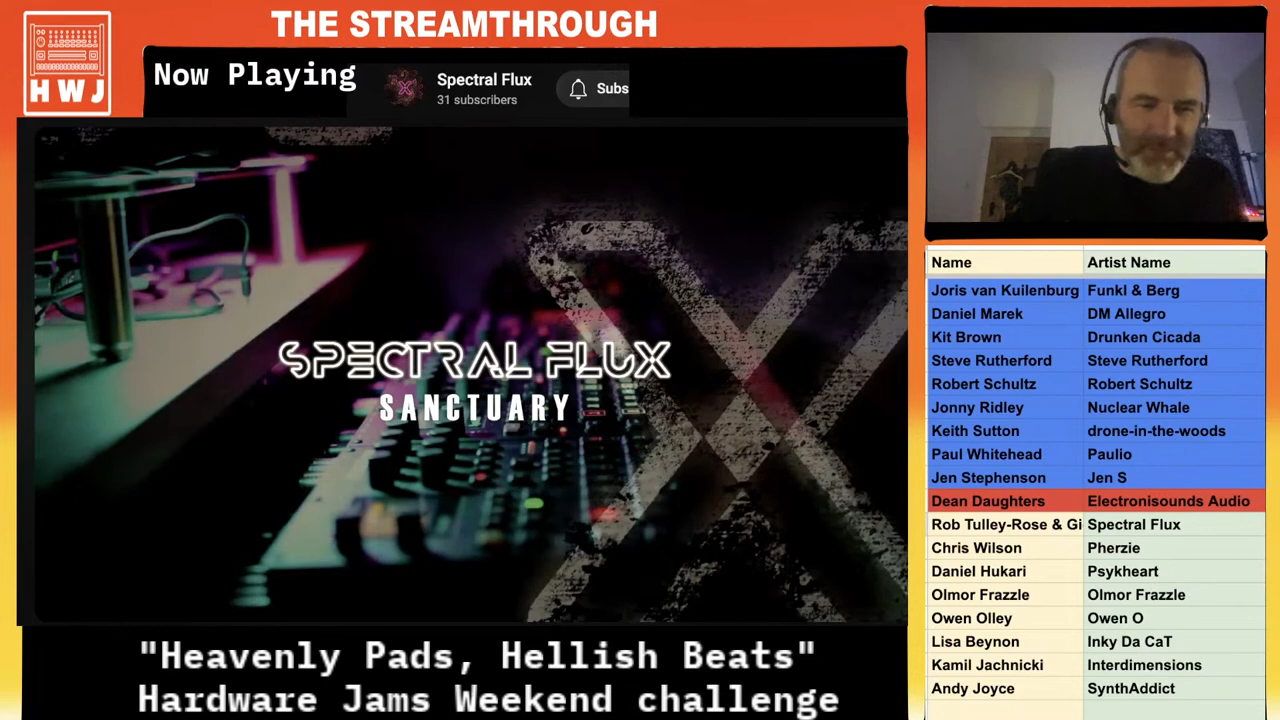 THE STREAMTHROUGH
HWJ
Now Playing
Spectral Flux
31 subscribers
Subs
SPECTRAL FLUX
SANCTUARY
"Heavenly Pads, Hellish Beats"
Hardware Jams Weekend challenge
Name Artist Name
Joris van Kuilenburg Funkl & Berg
Daniel Marek DM Allegro
Kit Brown Drunken Cicada
Steve Rutherford Steve Rutherford
Robert Schultz Robert Schultz
Jonny Ridley Nuclear Whale
Keith Sutton drone-in-the-woods
Paul Whitehead Paulio
Jen Stephenson Jen S
Dean Daughters Electronisounds Audio
Rob Tulley-Rose & Gi Spectral Flux
Chris Wilson Pherzie
Daniel Hukari Psykheart
Olmor Frazzle Olmor Frazzle
Owen Olley Owen O
Lisa Beynon Inky Da CaT
Kamil Jachnicki Interdimensions
Andy Joyce SynthAddict